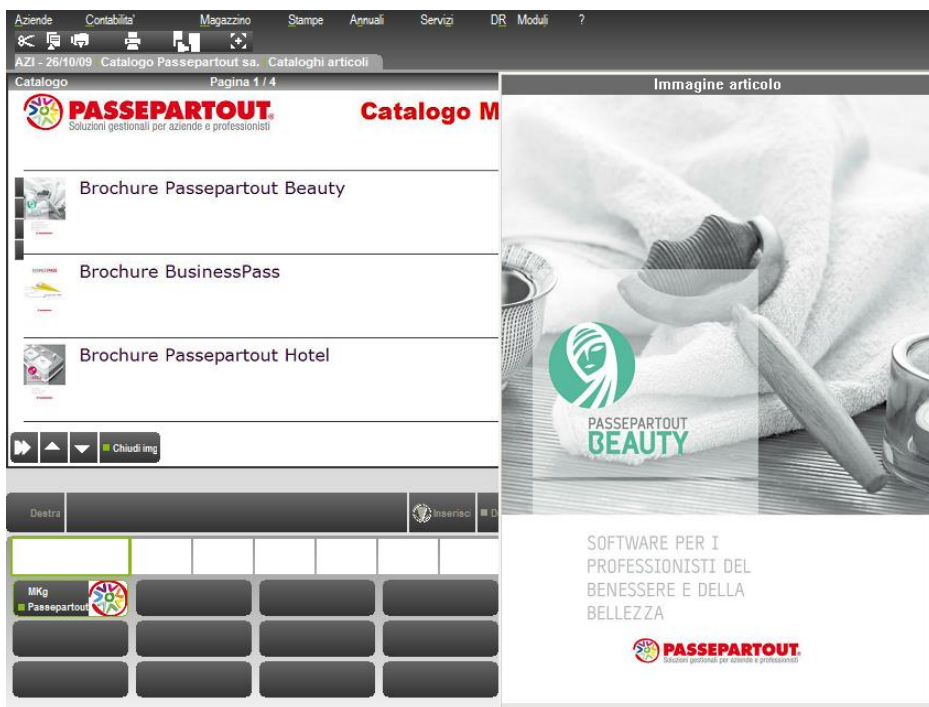 Aziende Contabilita' Magazzino Stampe Annuali Servizi DR Moduli ?
AZI - 26/10/09 Catalogo Passepartout sa. Cataloghi articoli
Catalogo Pagina 1 / 4
Immagine articolo
PASSEPARTOUT.
Soluzioni gestionali per aziende e professionisti
Catalogo M
Brochure Passepartout Beauty
Brochure BusinessPass
Brochure Passepartout Hotel
Chiudi img
Destra Inserisci D
MKg
Passepartout
PASSEPARTOUT
BEAUTY
SOFTWARE PER I
PROFESSIONISTI DEL
BENESSERE E DELLA
BELLEZZA
PASSEPARTOUT.
Soluzioni gestionali per aziende e professionisti